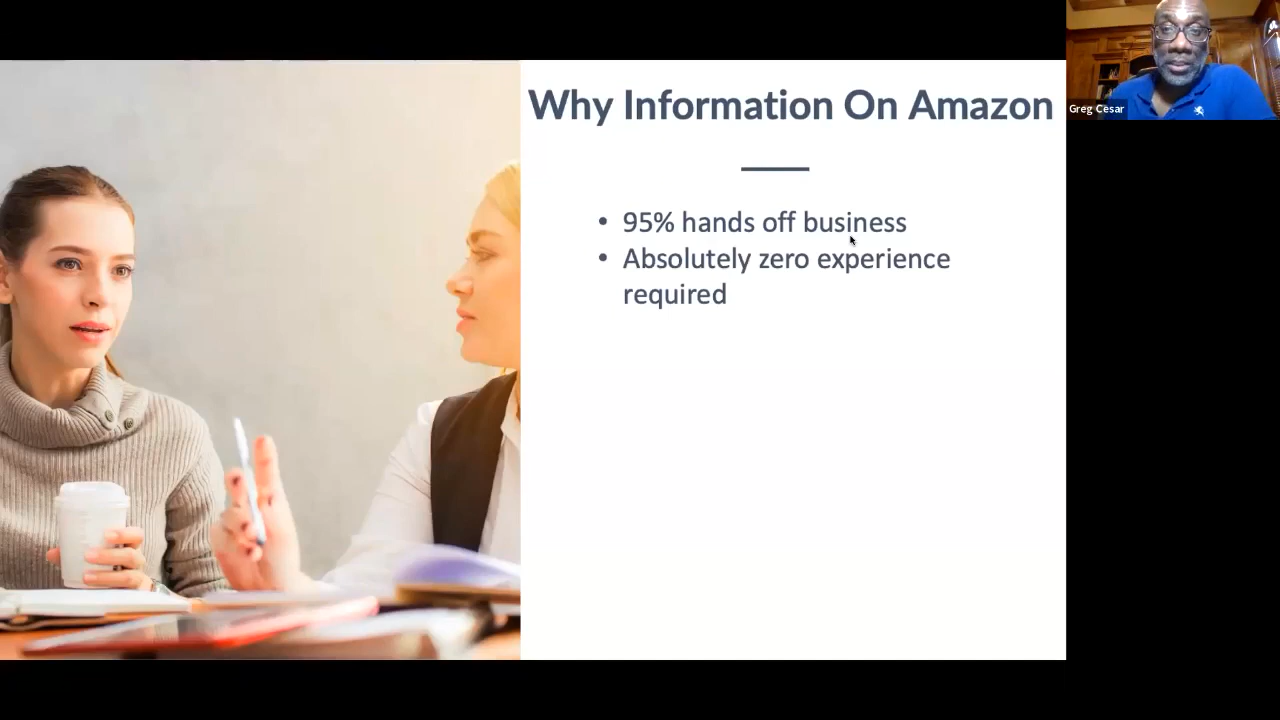 Why Information On Amazon
• 95% hands off business
• Absolutely zero experience
required
Greg Cesar